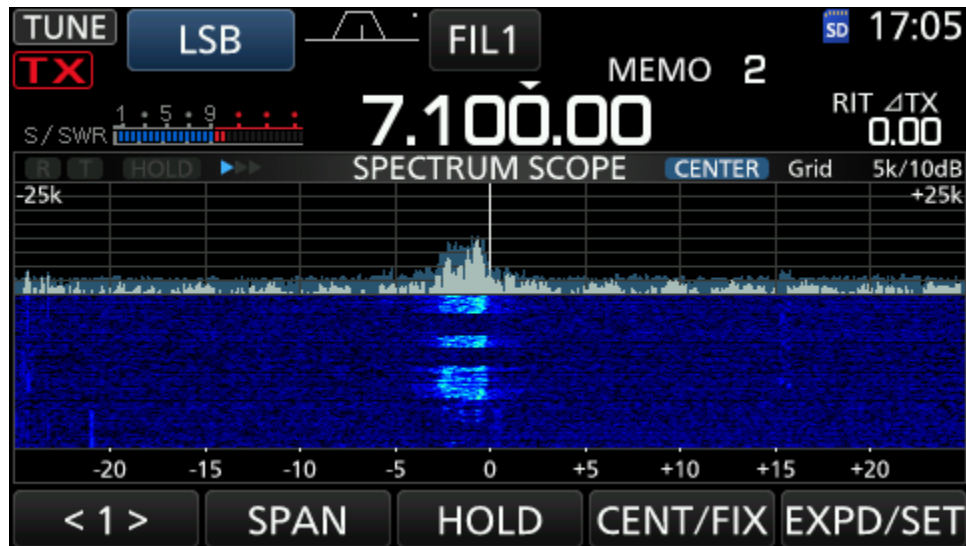 TUNE LSB FIL1 SD 17:05
TX MEMO 2
S/SWR 1 5 9 7.100.00 RIT ⊿TX
0.00
R T HOLD SPECTRUM SCOPE CENTER Grid 5k/10dB
-25k +25k
-20 -15 -10 -5 0 +5 +10 +15 +20
< 1 > SPAN HOLD CENT/FIX EXPD/SET